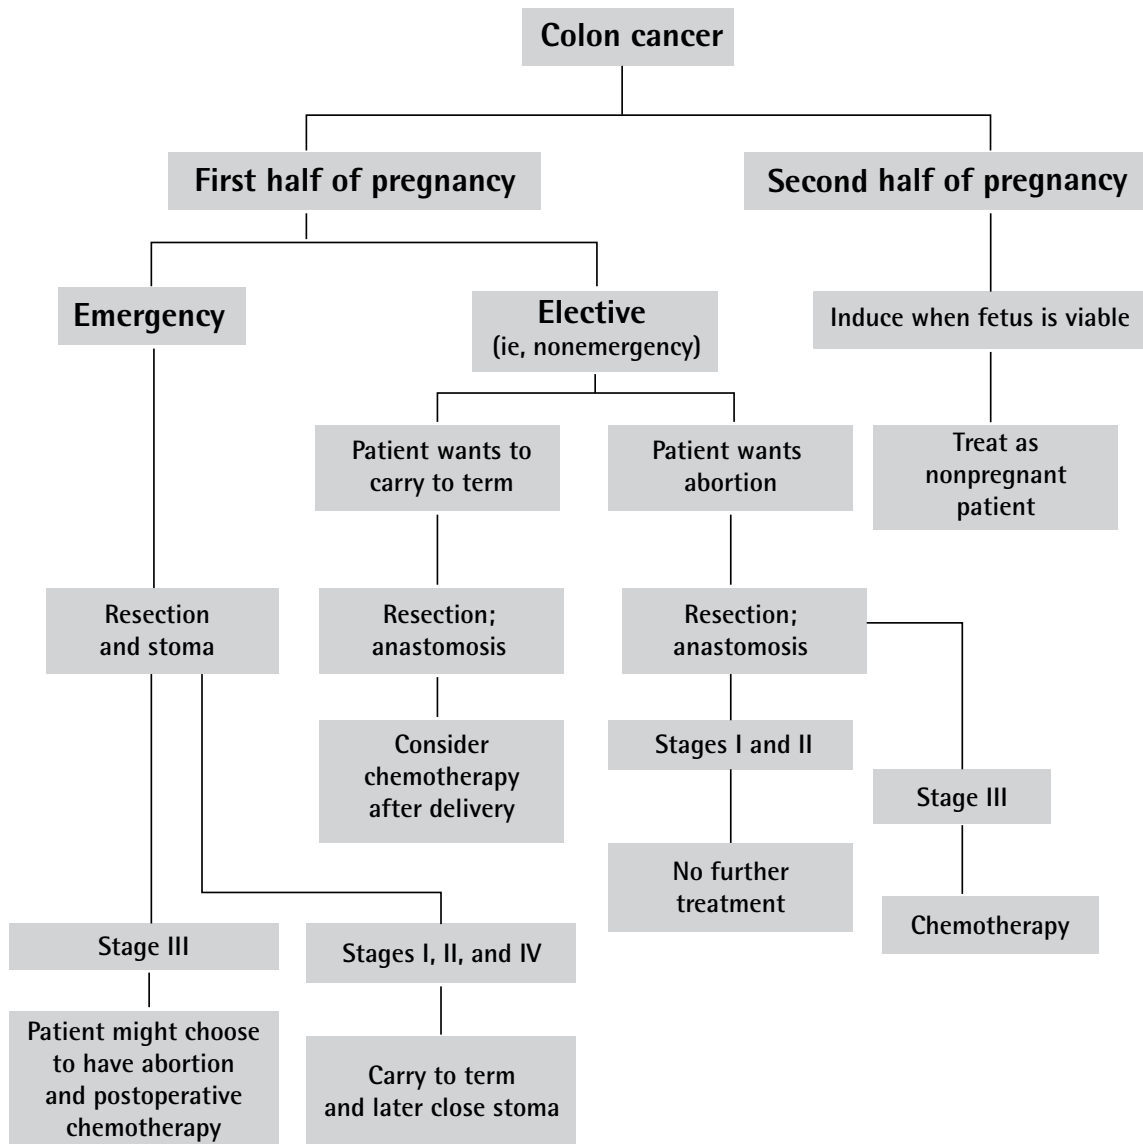 Colon cancer
First half of pregnancy
Second half of pregnancy
Emergency
Elective
(ie, nonemergency)
Induce when fetus is viable
Patient wants to
carry to term
Patient wants
abortion
Treat as
nonpregnant
patient
Resection
and stoma
Resection;
anastomosis
Resection;
anastomosis
Consider
chemotherapy
after delivery
Stages I and II
Stage III
No further
treatment
Chemotherapy
Stage III
Stages I, II, and IV
Patient might choose
to have abortion
and postoperative
chemotherapy
Carry to term
and later close stoma